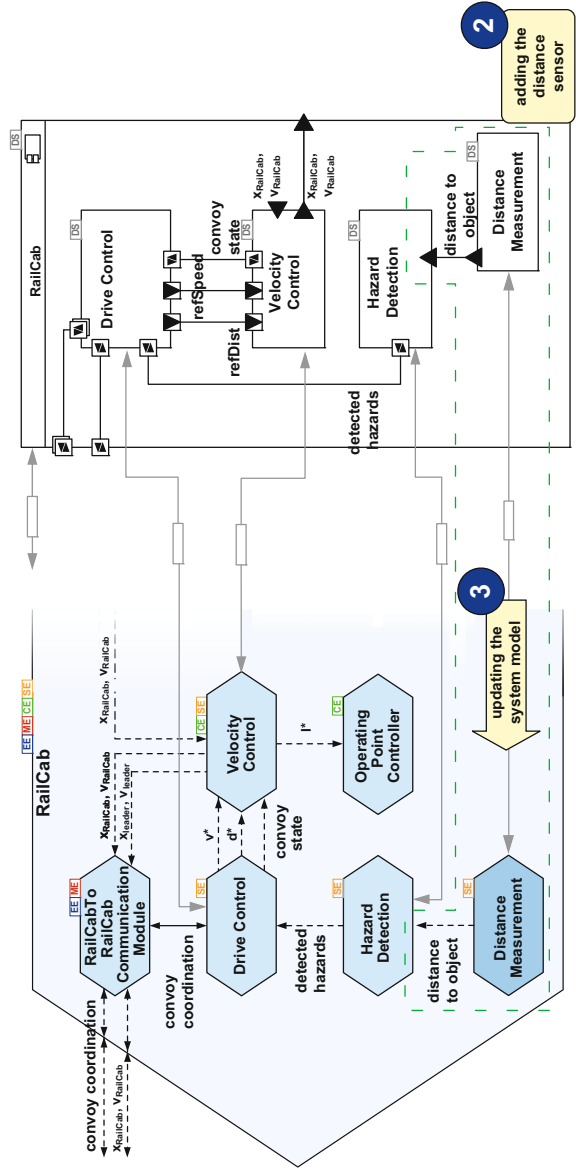 RailCab
EE ME CE SE
convoy coordination
xRailCab, vRailCab
EE ME
RailCabTo
RailCab
Communication
Module
xRailCab, vRailCab
xleader, vleader
xRailCab, vRailCab
convoy
coordination
SE
Drive Control
v*
d*
convoy
state
CE SE
Velocity
Control
l*
CE
Operating
Point
Controller
detected
hazards
SE
Hazard
Detection
distance
to object
SE
Distance
Measurement
3
updating the
system model
RailCab
DS
DS
Drive Control
refDist
refSpeed
convoy
state
DS
Velocity
Control
xRailCab,
vRailCab
xRailCab,
vRailCab
detected
hazards
DS
Hazard
Detection
distance to
object
DS
Distance
Measurement
2
adding the
distance
sensor